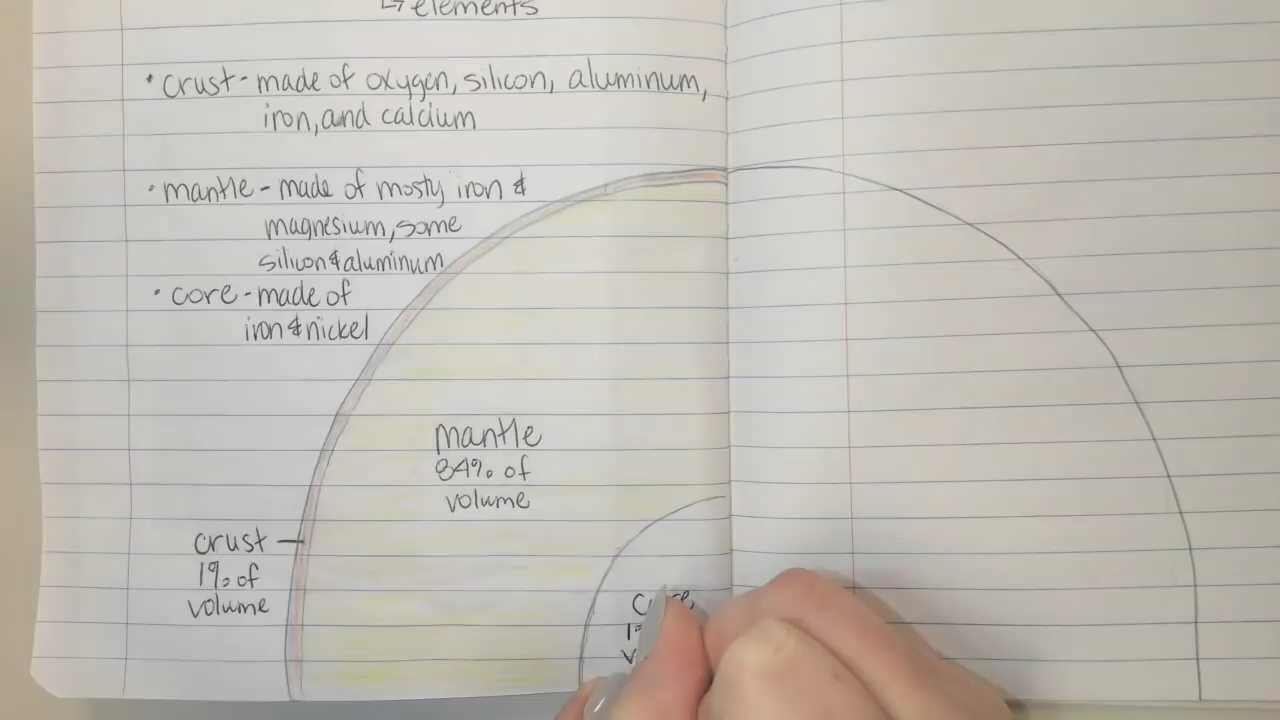 ↳ elements
• crust - made of oxygen, silicon, aluminum,
iron, and calcium
• mantle - made of mosty iron &
magnesium, some
silicon & aluminum
• core - made of
iron & nickel
mantle
84% of
volume
crust
1% of
volume